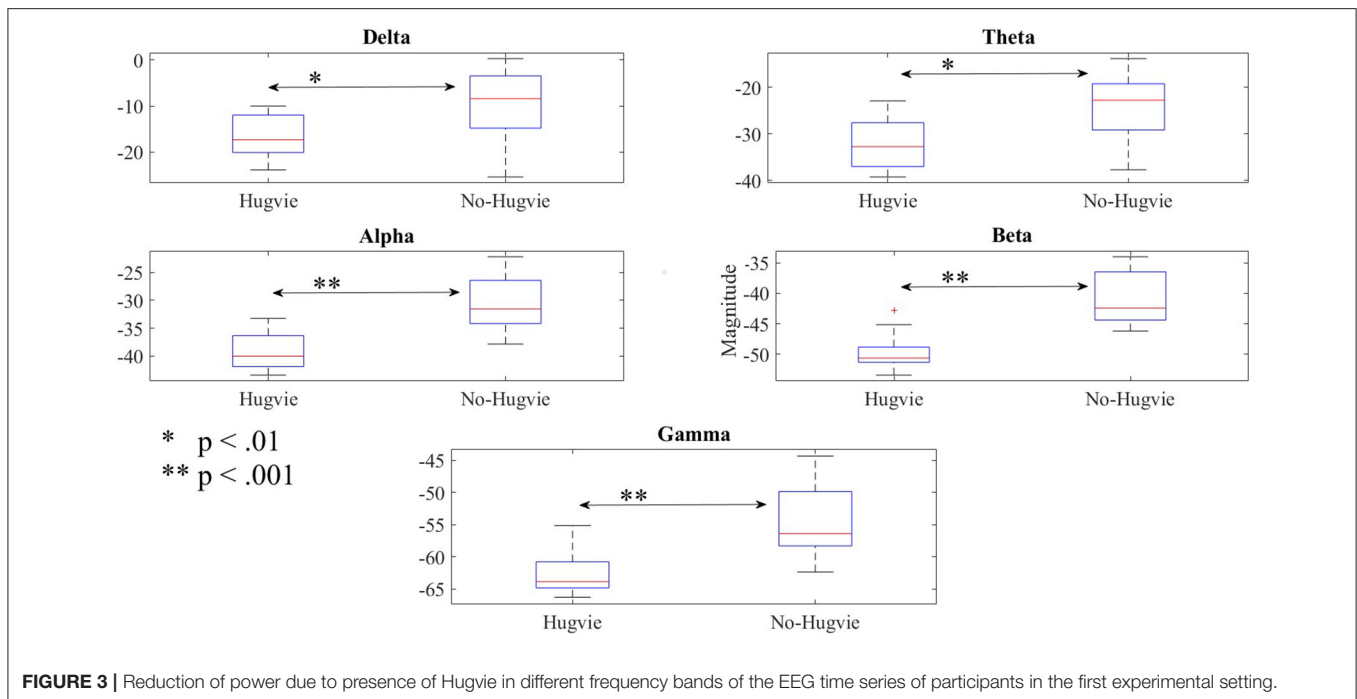 Delta
0
-10
-20
*
Hugvie No-Hugvie
Theta
-20
-30
-40
*
Hugvie No-Hugvie
Alpha
-25
-30
-35
-40
**
Hugvie No-Hugvie
Beta
Magnitude
-35
-40
-45
-50
**
+
Hugvie No-Hugvie
* p < .01
** p < .001
Gamma
-45
-50
-55
-60
-65
**
Hugvie No-Hugvie
FIGURE 3 | Reduction of power due to presence of Hugvie in different frequency bands of the EEG time series of participants in the first experimental setting.